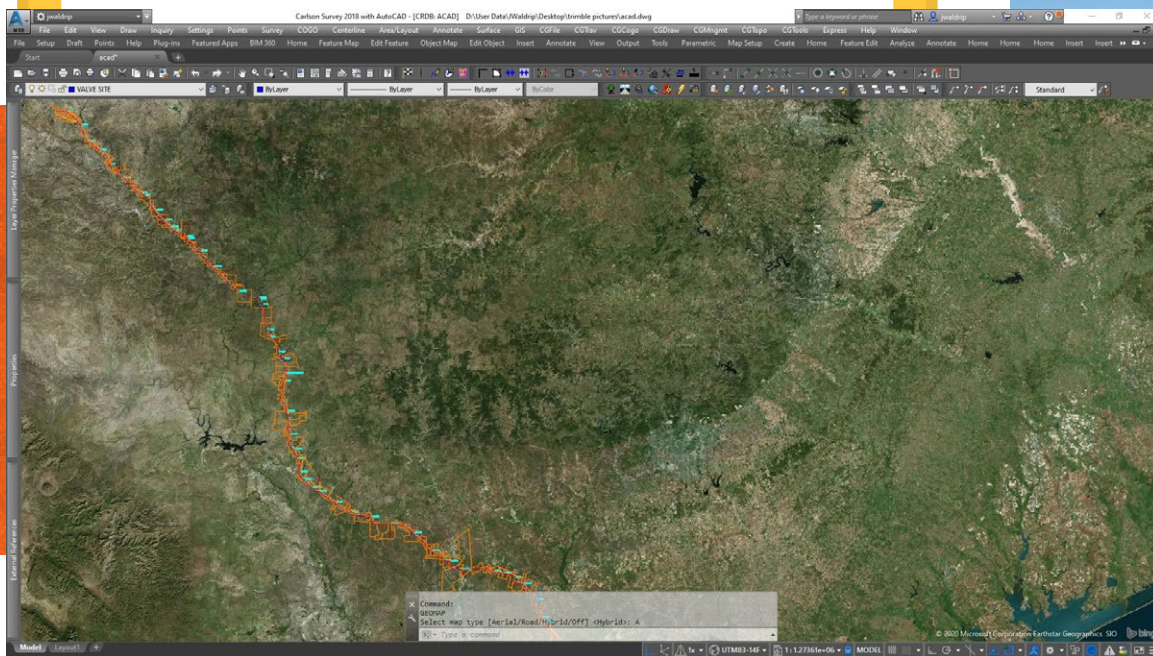 jwaldrip
Carlson Survey 2018 with AutoCAD - [CRDB: ACAD] D:\User Data\JWaldrip\Desktop\trimble pictures\acad.dwg
Type a keyword or phrase
jwaldrip
File Edit View Draw Inquiry Settings Points Survey COGO Centerline Area/Layout Annotate Surface GIS CGFile CGTrav CGCogo CGDraw CGMngmt CGTopo CGTools Express Help Window
File Setup Draft Points Help Plug-ins Featured Apps BIM 360 Home Feature Map Edit Feature Object Map Edit Object Insert Annotate View Output Tools Parametric Map Setup Create Home Feature Edit Analyze Annotate Home Home Home Insert Insert
Start acad*
VALVE SITE ByLayer ByLayer ByLayer ByColor Standard
Layer Properties Manager
Properties
External References
Command:
GEOMAP
Select map type [Aerial/Road/Hybrid/Off] <Hybrid>: A
Type a command
© 2020 Microsoft Corporation Earthstar Geographics SIO bing
Model Layout1 + 1x UTM83-14F 1:1.27361e+06 MODEL